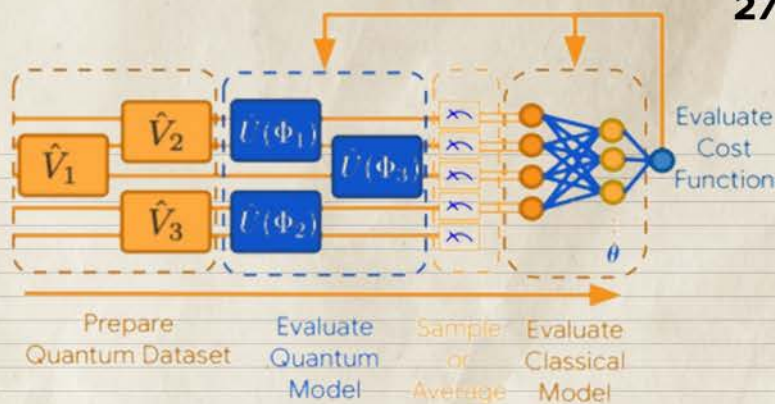 27
V̂₂
V̂₁
V̂₃
Û(Φ₁)
Û(Φ₃)
Û(Φ₂)
θ
Evaluate
Cost
Function
Prepare
Quantum Dataset
Evaluate
Quantum
Model
Sample
or
Average
Evaluate
Classical
Model